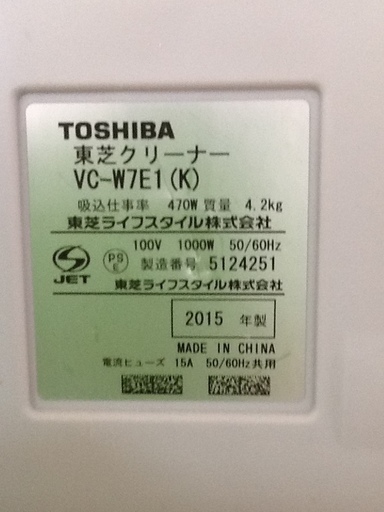 TOSHIBA
東芝クリーナー
VC-W7E1(K)
吸込仕事率 470W 質量 4.2kg
東芝ライフスタイル株式会社
100V 1000W 50/60Hz
PS E 製造番号 5124251
JET
東芝ライフスタイル株式会社
2015 年製
MADE IN CHINA
電流ヒューズ 15A 50/60Hz共用